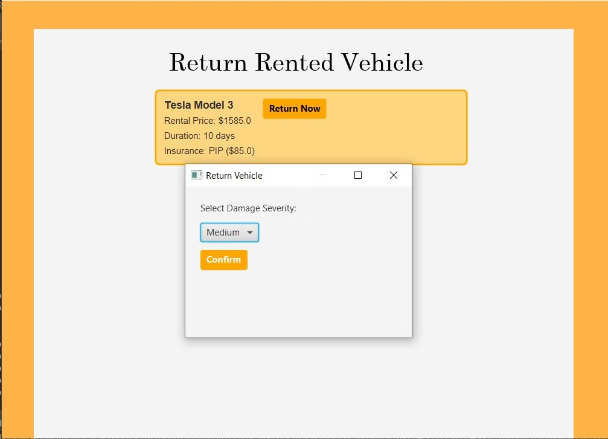 Return Rented Vehicle
Tesla Model 3
Return Now
Rental Price: $1585.0
Duration: 10 days
Insurance: PIP ($85.0)
Return Vehicle
Select Damage Severity:
Medium
Confirm